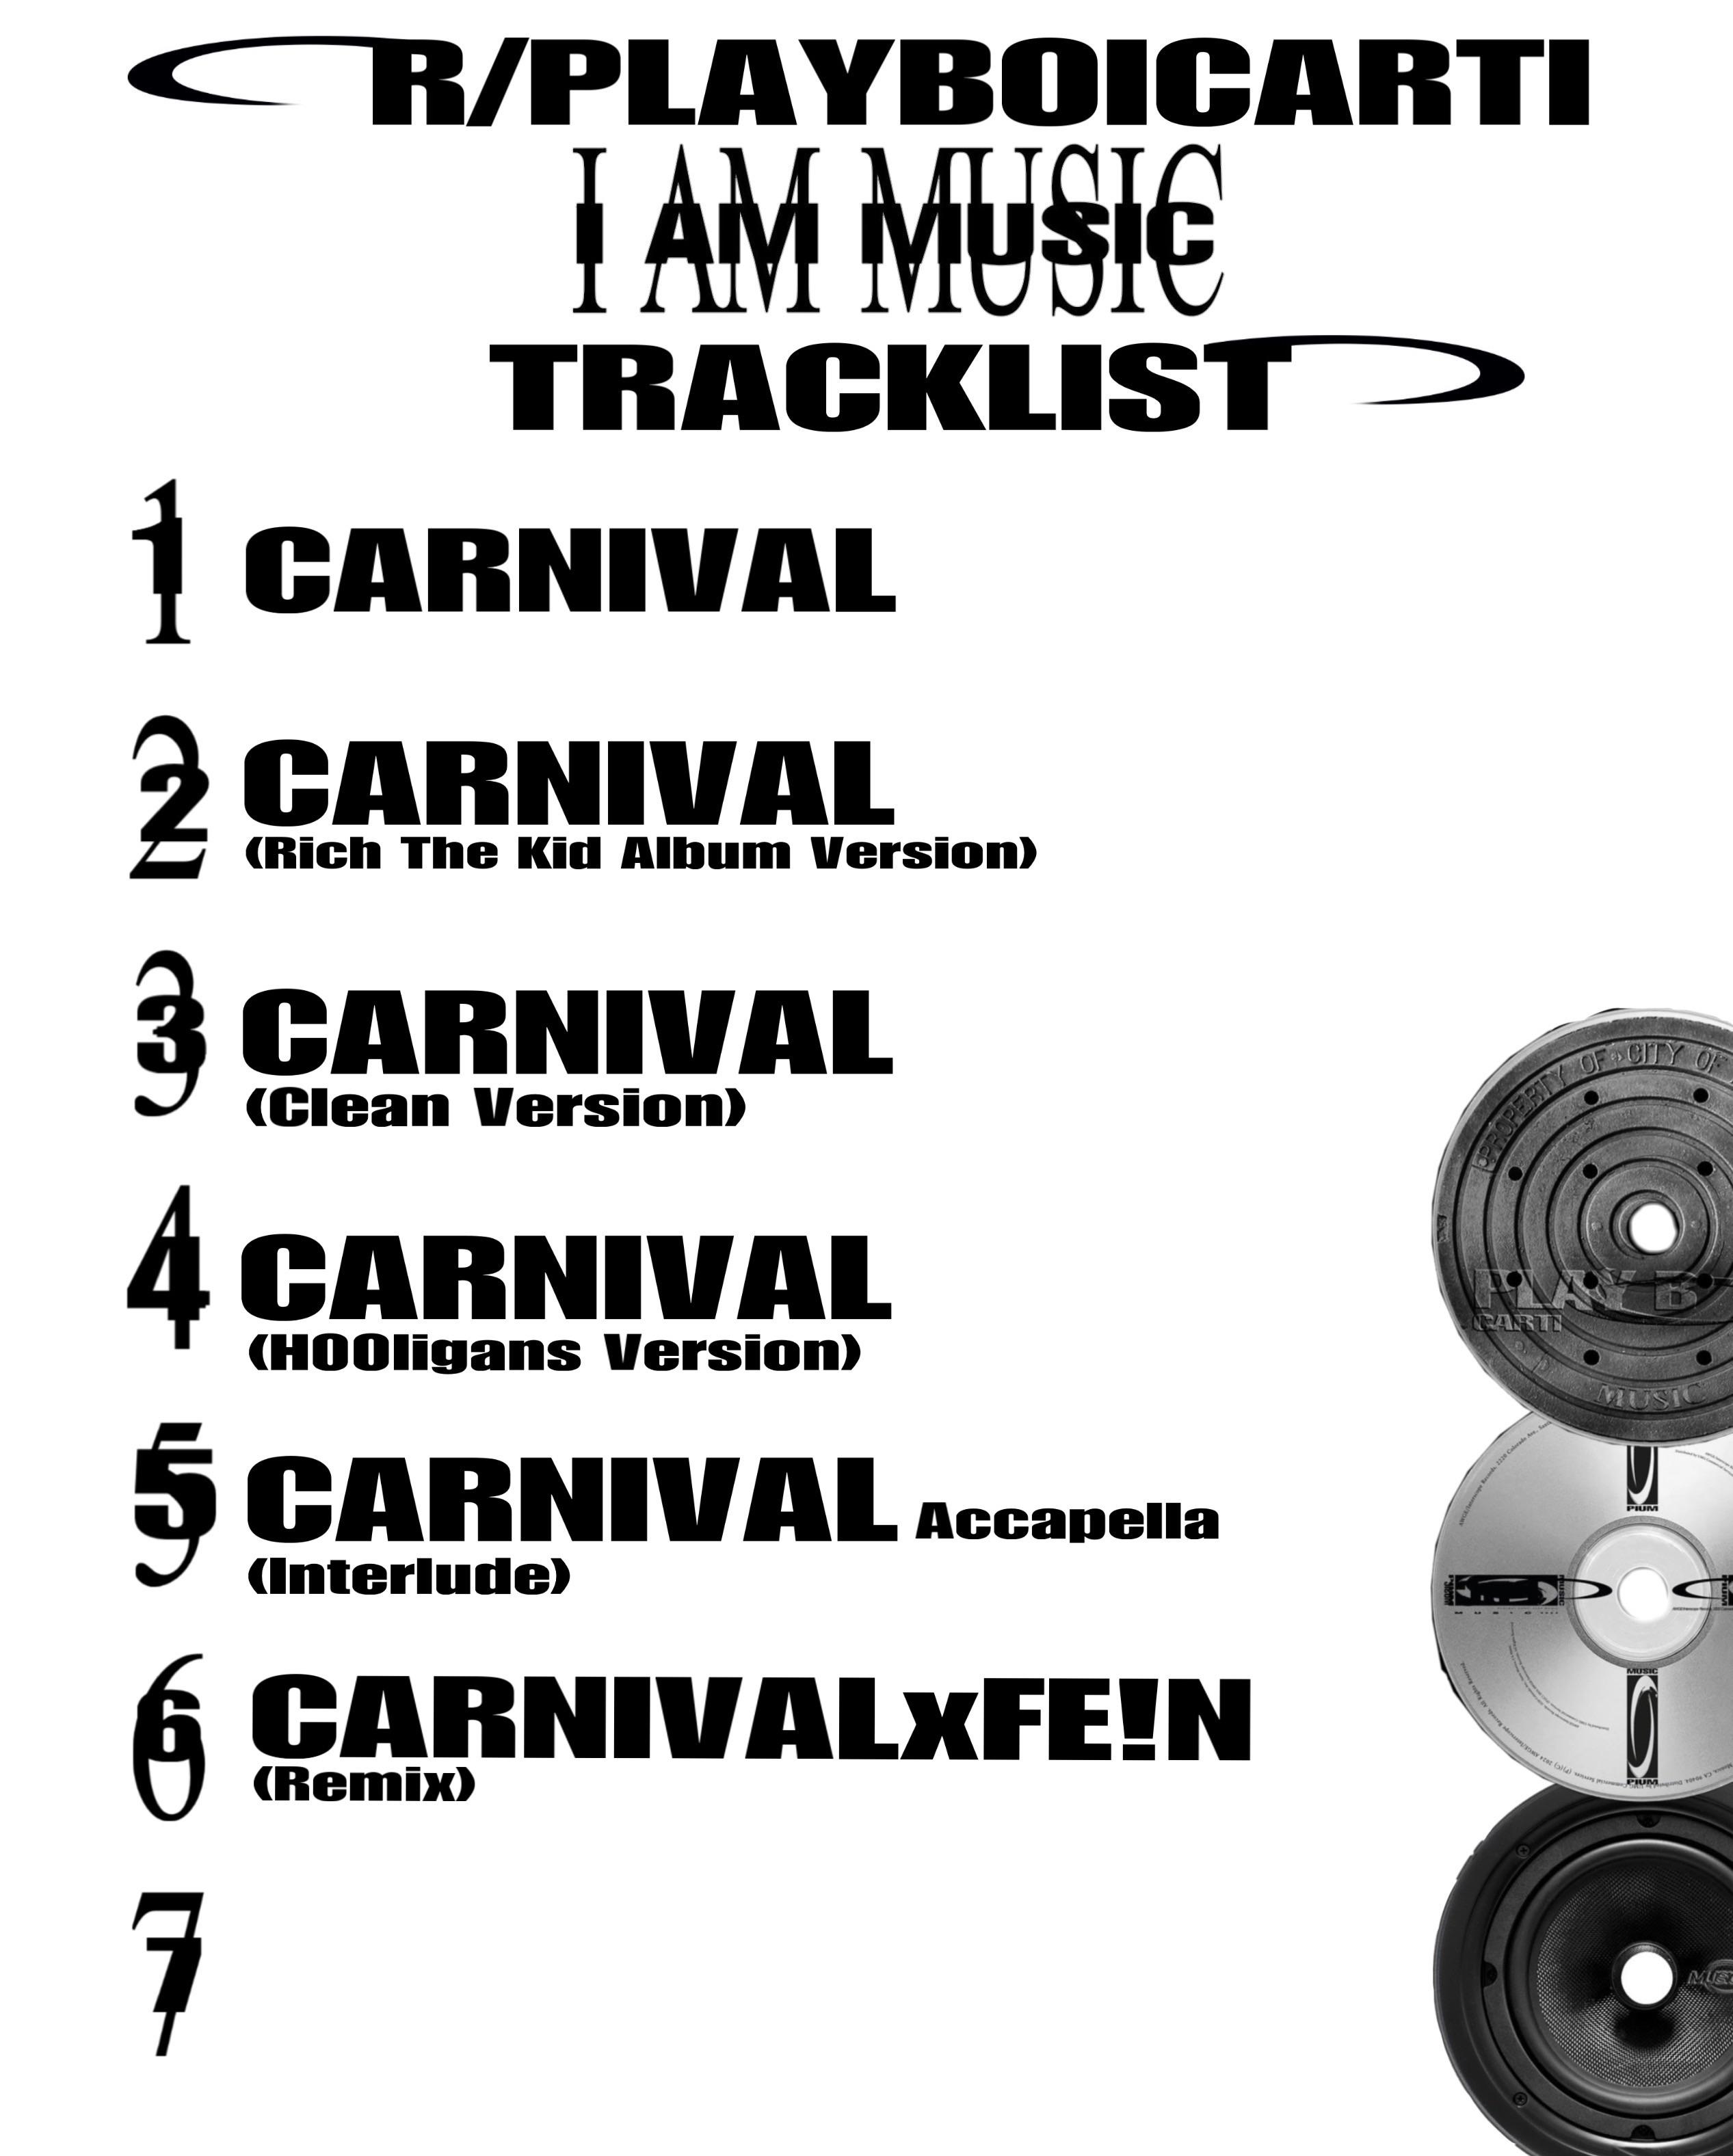 R/PLAYBOICARTI
I AM MUSIC
TRACKLIST
1 CARNIVAL
2 CARNIVAL
(Rich The Kid Album Version)
3 CARNIVAL
(Clean Version)
4 CARNIVAL
(H00ligans Version)
5 CARNIVAL Accapella
(Interlude)
6 CARNIVALxFE!N
(Remix)
7
PROPERTY OF CITY OF
PLAY B
CARTI
MUSIC
PIUM
MUSIC
MUSIC
PIUM